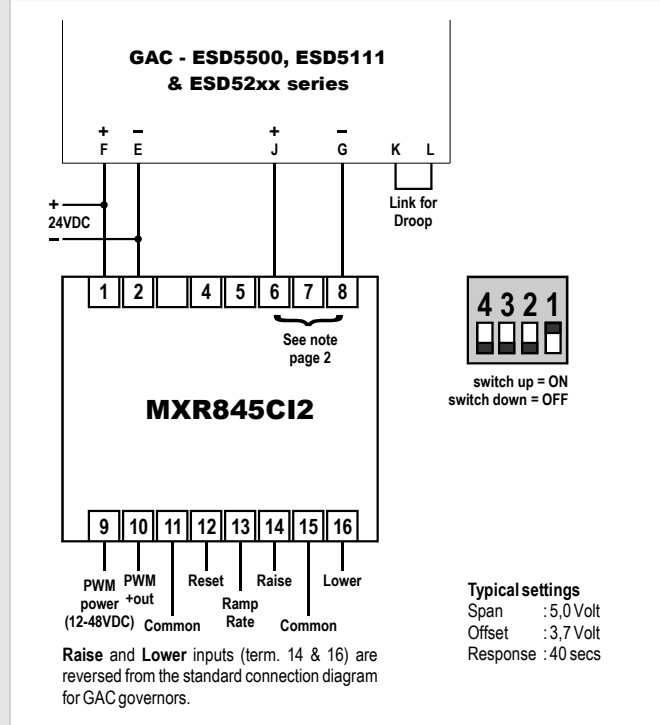 GAC - ESD5500, ESD5111
& ESD52xx series
+ − + −
F E J G K L
Link for
Droop
+
24VDC
−
1 2 4 5 6 7 8
See note
page 2
MXR845CI2
4 3 2 1
switch up = ON
switch down = OFF
9 10 11 12 13 14 15 16
PWM
power
(12-48VDC)
PWM
+out
Common
Reset
Ramp
Rate
Raise
Common
Lower
Raise and Lower inputs (term. 14 & 16) are
reversed from the standard connection diagram
for GAC governors.
Typical settings
Span : 5,0 Volt
Offset : 3,7 Volt
Response : 40 secs